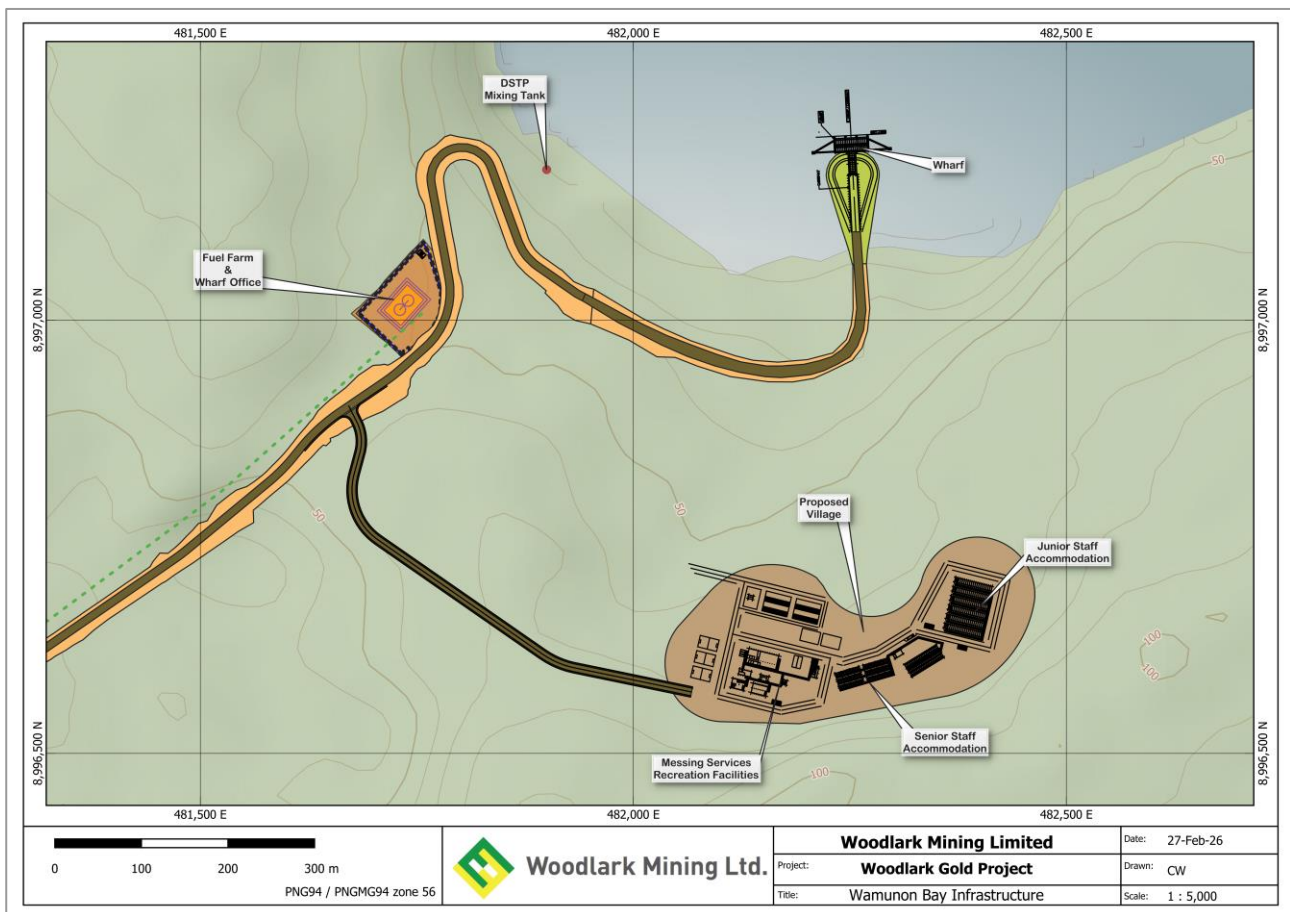 481,500 E
482,000 E
482,500 E
DSTP
Mixing Tank
Wharf
50
Fuel Farm
&
Wharf Office
8,997,000 N
8,997,000 N
50
50
Proposed
Village
Junior Staff
Accommodation
100
100
Senior Staff
Accommodation
Messing Services
Recreation Facilities
100
8,996,500 N
8,996,500 N
481,500 E
482,000 E
482,500 E
0 100 200 300 m
PNG94 / PNGMG94 zone 56
Woodlark Mining Ltd.
Woodlark Mining Limited
Project: Woodlark Gold Project
Title: Wamunon Bay Infrastructure
Date: 27-Feb-26
Drawn: CW
Scale: 1 : 5,000